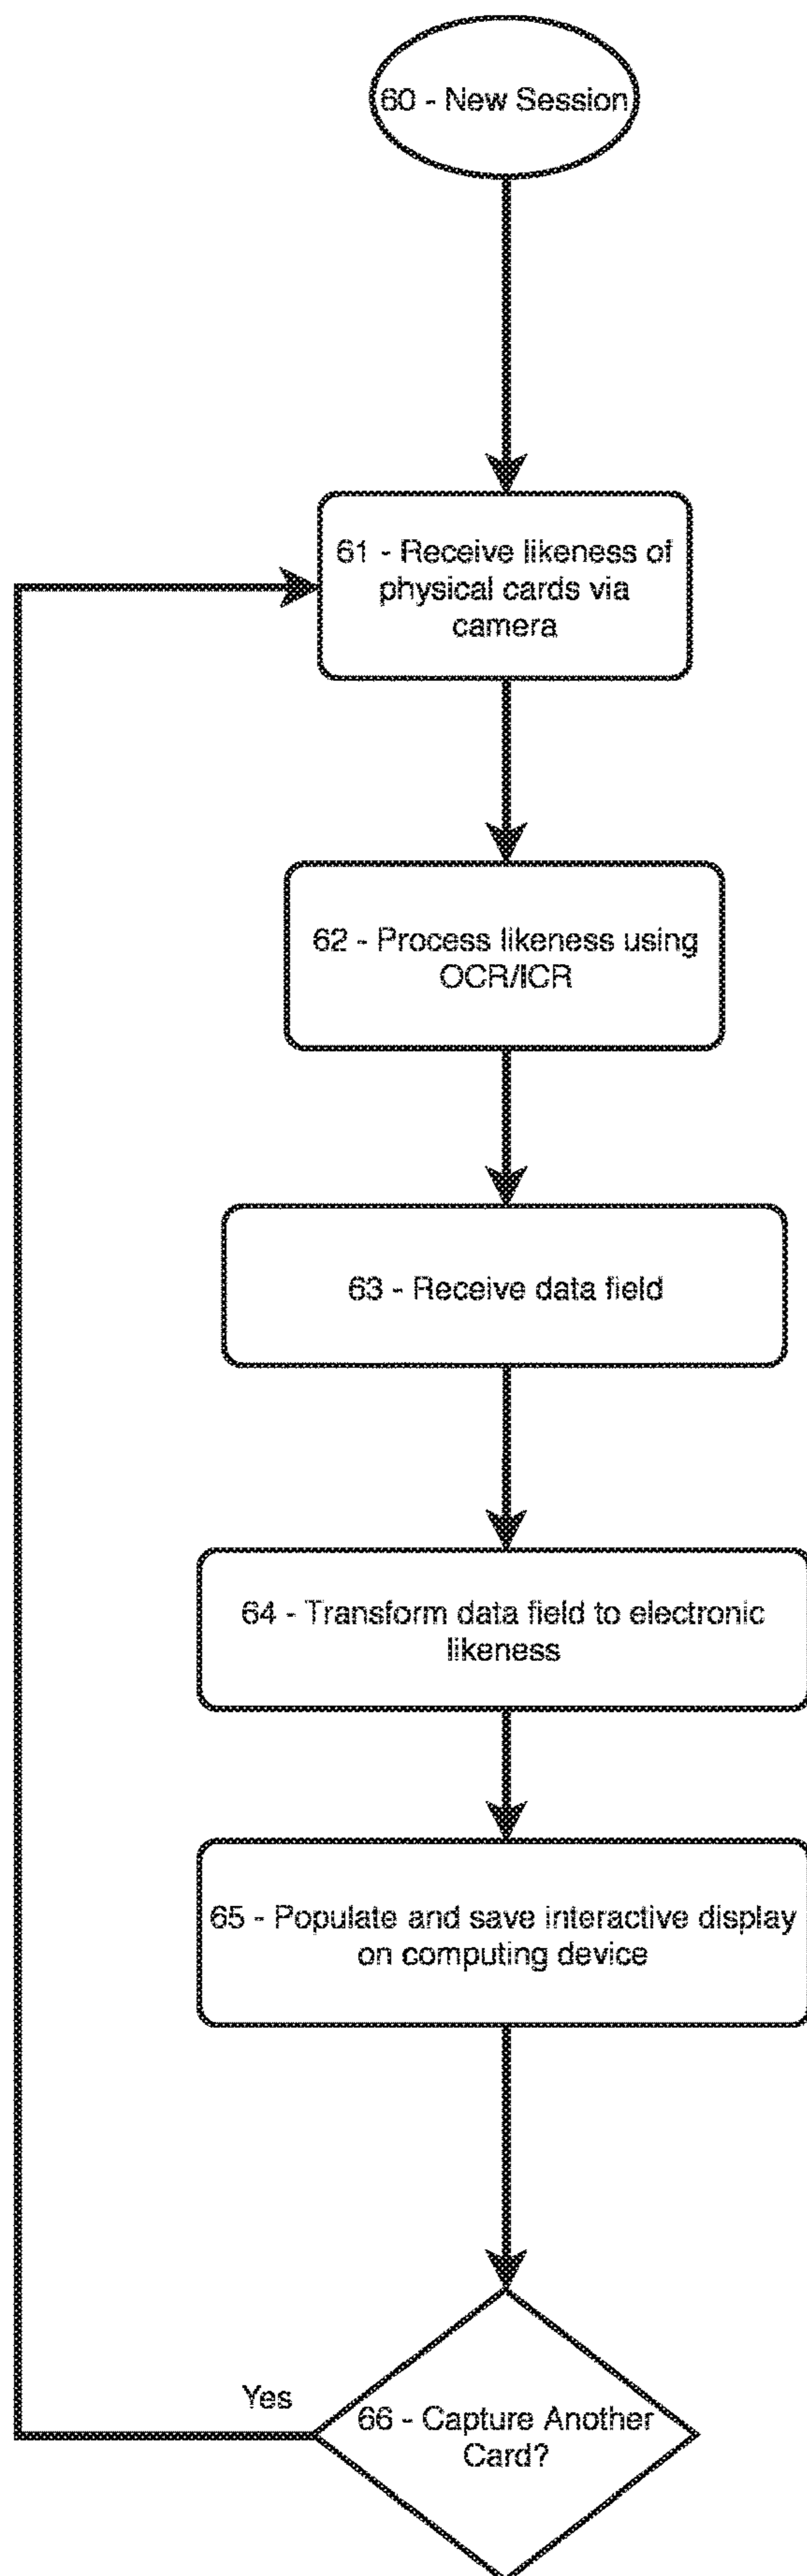 60 - New Session
61 - Receive likeness of
physical cards via
camera
62 - Process likeness using
OCR/ICR
63 - Receive data field
64 - Transform data field to electronic
likeness
65 - Populate and save interactive display
on computing device
Yes
66 - Capture Another
Card?